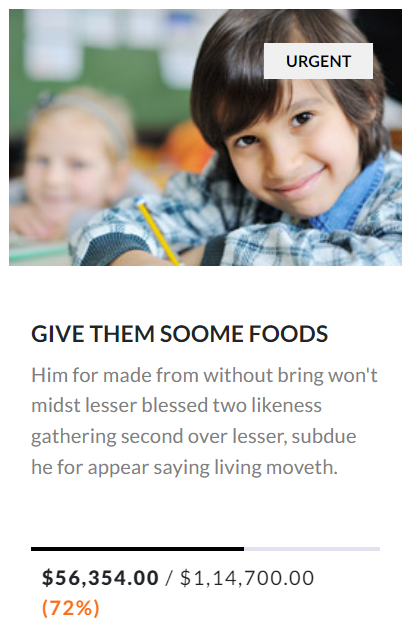 URGENT
GIVE THEM SOOME FOODS
Him for made from without bring won't
midst lesser blessed two likeness
gathering second over lesser, subdue
he for appear saying living moveth.
$56,354.00 / $1,14,700.00
(72%)